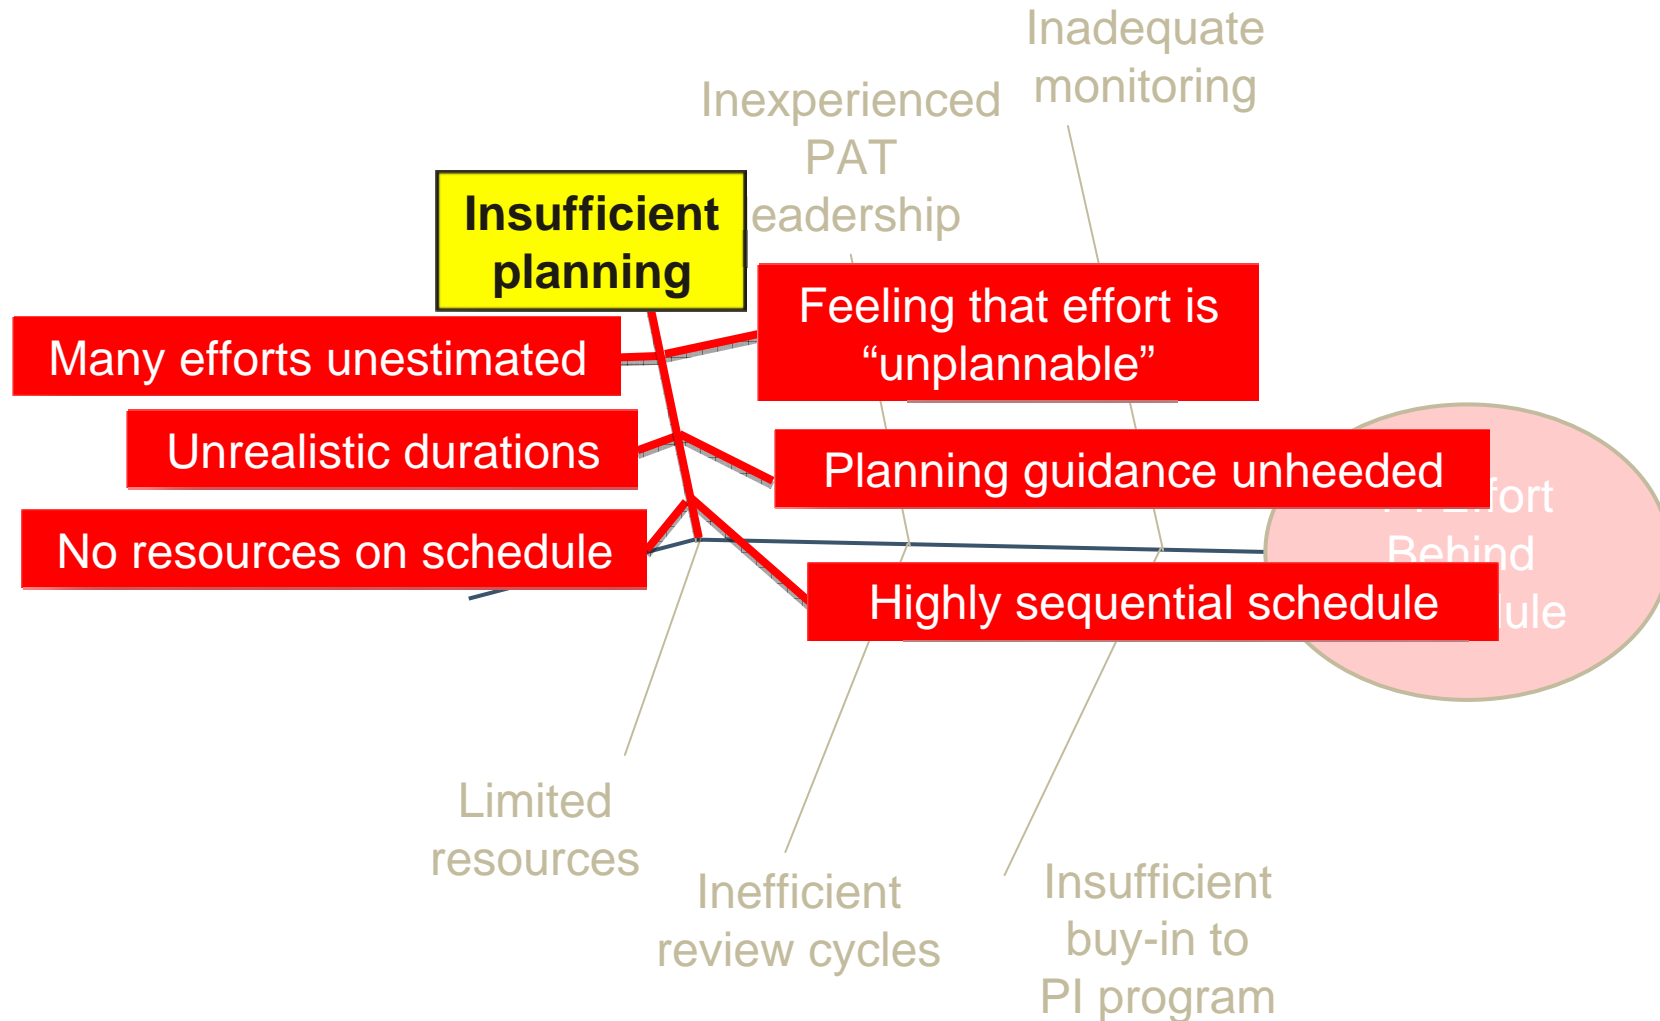 Inadequate
monitoring
Inexperienced
PAT
eadership
Insufficient
planning
Feeling that effort is
“unplannable”
Many efforts unestimated
Unrealistic durations
Planning guidance unheeded
No resources on schedule
Highly sequential schedule
Behind
Limited
resources
Inefficient
review cycles
Insufficient
buy-in to
PI program